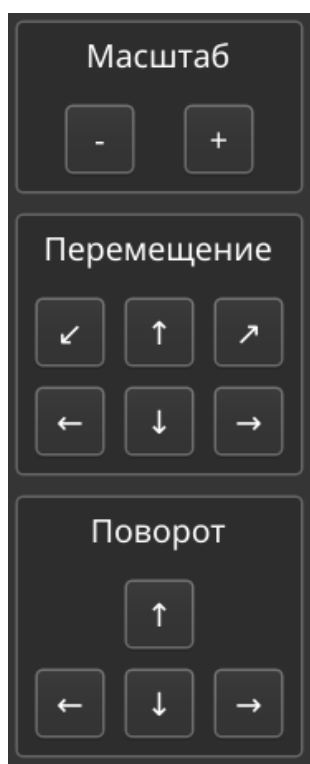 Масштаб
- +
Перемещение
↙ ↑ ↗
← ↓ →
Поворот
↑
← ↓ →